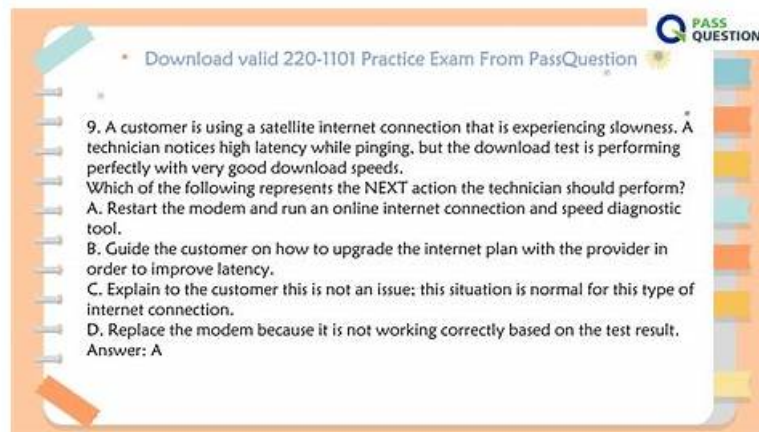 PASS
QUESTION
• Download valid 220-1101 Practice Exam From PassQuestion
9. A customer is using a satellite internet connection that is experiencing slowness. A
technician notices high latency while pinging, but the download test is performing
perfectly with very good download speeds.
Which of the following represents the NEXT action the technician should perform?
A. Restart the modem and run an online internet connection and speed diagnostic
tool.
B. Guide the customer on how to upgrade the internet plan with the provider in
order to improve latency.
C. Explain to the customer this is not an issue; this situation is normal for this type of
internet connection.
D. Replace the modem because it is not working correctly based on the test result.
Answer: A